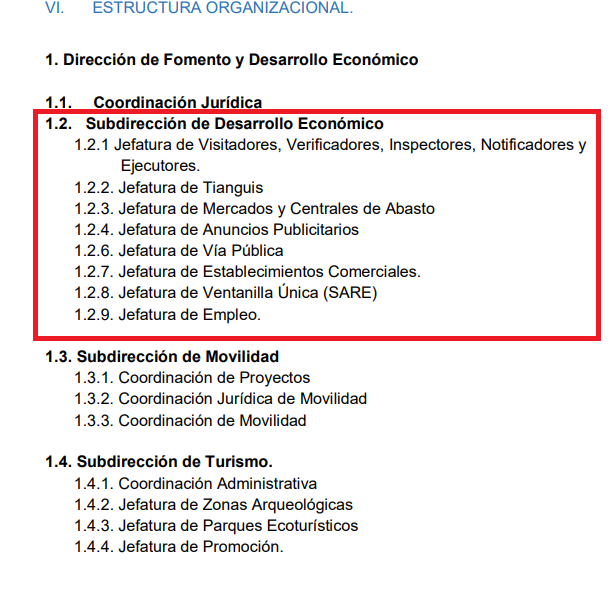 VI. ESTRUCTURA ORGANIZACIONAL.
1. Dirección de Fomento y Desarrollo Económico
1.1. Coordinación Jurídica
1.2. Subdirección de Desarrollo Económico
1.2.1 Jefatura de Visitadores, Verificadores, Inspectores, Notificadores y
Ejecutores.
1.2.2. Jefatura de Tianguis
1.2.3. Jefatura de Mercados y Centrales de Abasto
1.2.4. Jefatura de Anuncios Publicitarios
1.2.6. Jefatura de Vía Pública
1.2.7. Jefatura de Establecimientos Comerciales.
1.2.8. Jefatura de Ventanilla Única (SARE)
1.2.9. Jefatura de Empleo.
1.3. Subdirección de Movilidad
1.3.1. Coordinación de Proyectos
1.3.2. Coordinación Jurídica de Movilidad
1.3.3. Coordinación de Movilidad
1.4. Subdirección de Turismo.
1.4.1. Coordinación Administrativa
1.4.2. Jefatura de Zonas Arqueológicas
1.4.3. Jefatura de Parques Ecoturísticos
1.4.4. Jefatura de Promoción.